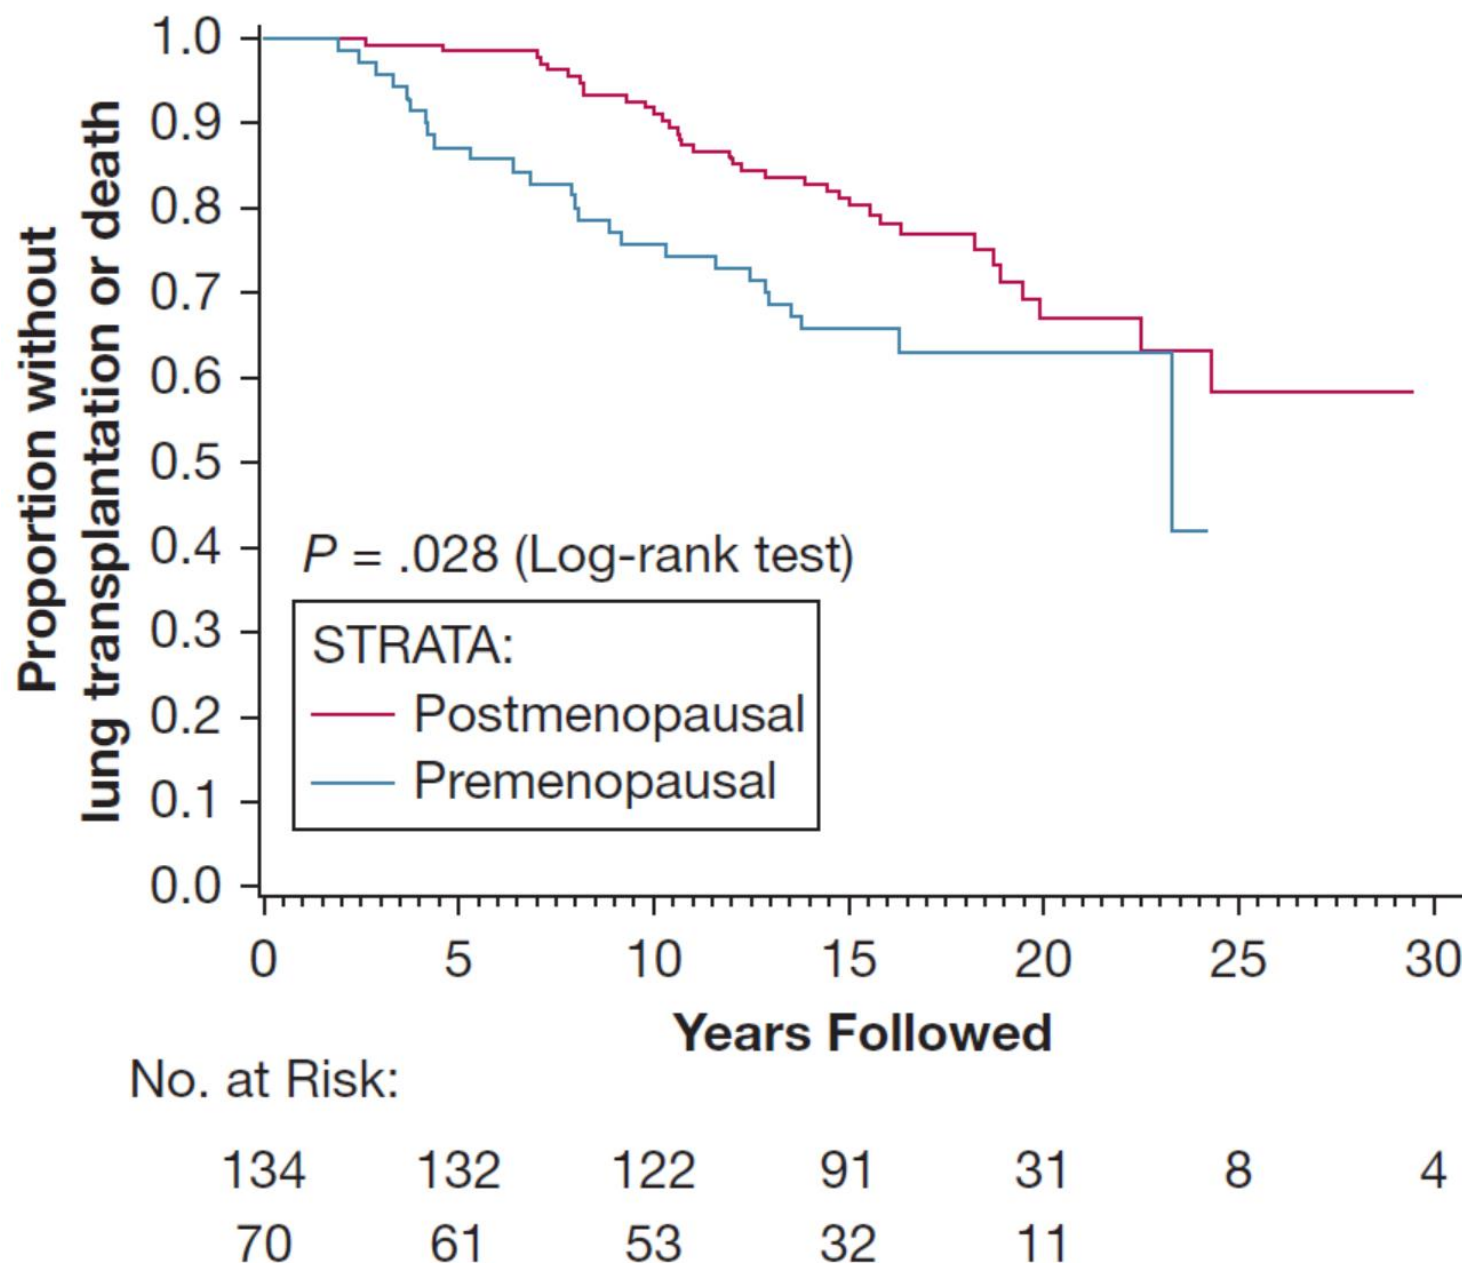 Proportion without
lung transplantation or death
1.0
0.9
0.8
0.7
0.6
0.5
0.4
0.3
0.2
0.1
0.0
P = .028 (Log-rank test)
STRATA:
Postmenopausal
Premenopausal
0 5 10 15 20 25 30
Years Followed
No. at Risk:
134 132 122 91 31 8 4
70 61 53 32 11